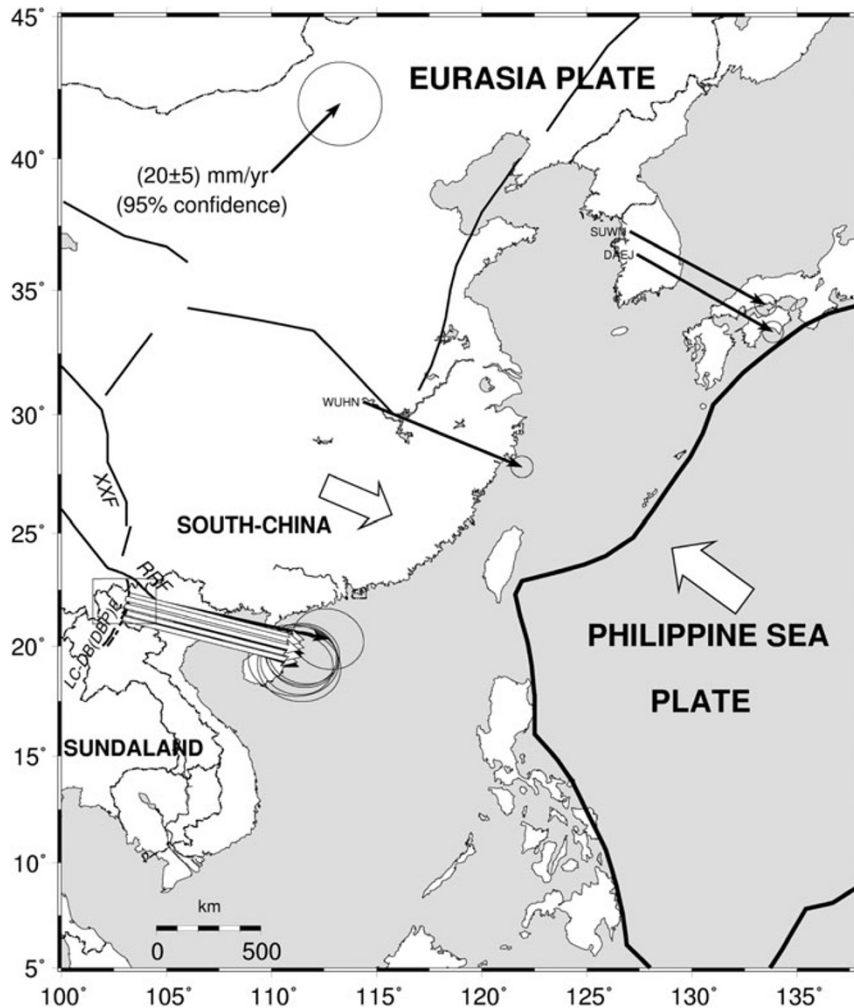 45˚
40˚
35˚
30˚
25˚
20˚
15˚
10˚
5˚
EURASIA PLATE
(20±5) mm/yr
(95% confidence)
SUWN
DAEJ
WUHN
XXF
SOUTH-CHINA
RRF
PHILIPPINE SEA
PLATE
SUNDALAND
km
0 500
100˚ 105˚ 110˚ 115˚ 120˚ 125˚ 130˚ 135˚